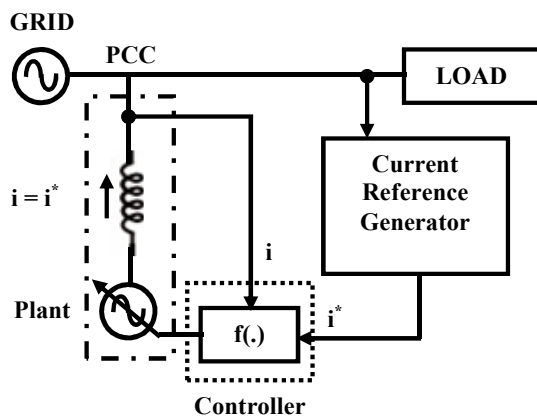 GRID
PCC
LOAD
Current
Reference
Generator
i = i*
i
Plant
f(.)
i*
Controller